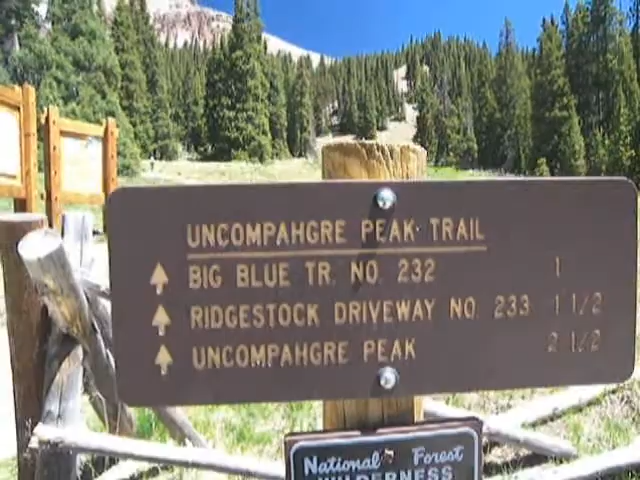 UNCOMPAHGRE PEAK TRAIL
BIG BLUE TR. NO. 232 1
RIDGESTOCK DRIVEWAY NO. 233 1 1/2
UNCOMPAHGRE PEAK 2 1/2
National Forest
WILDERNESS